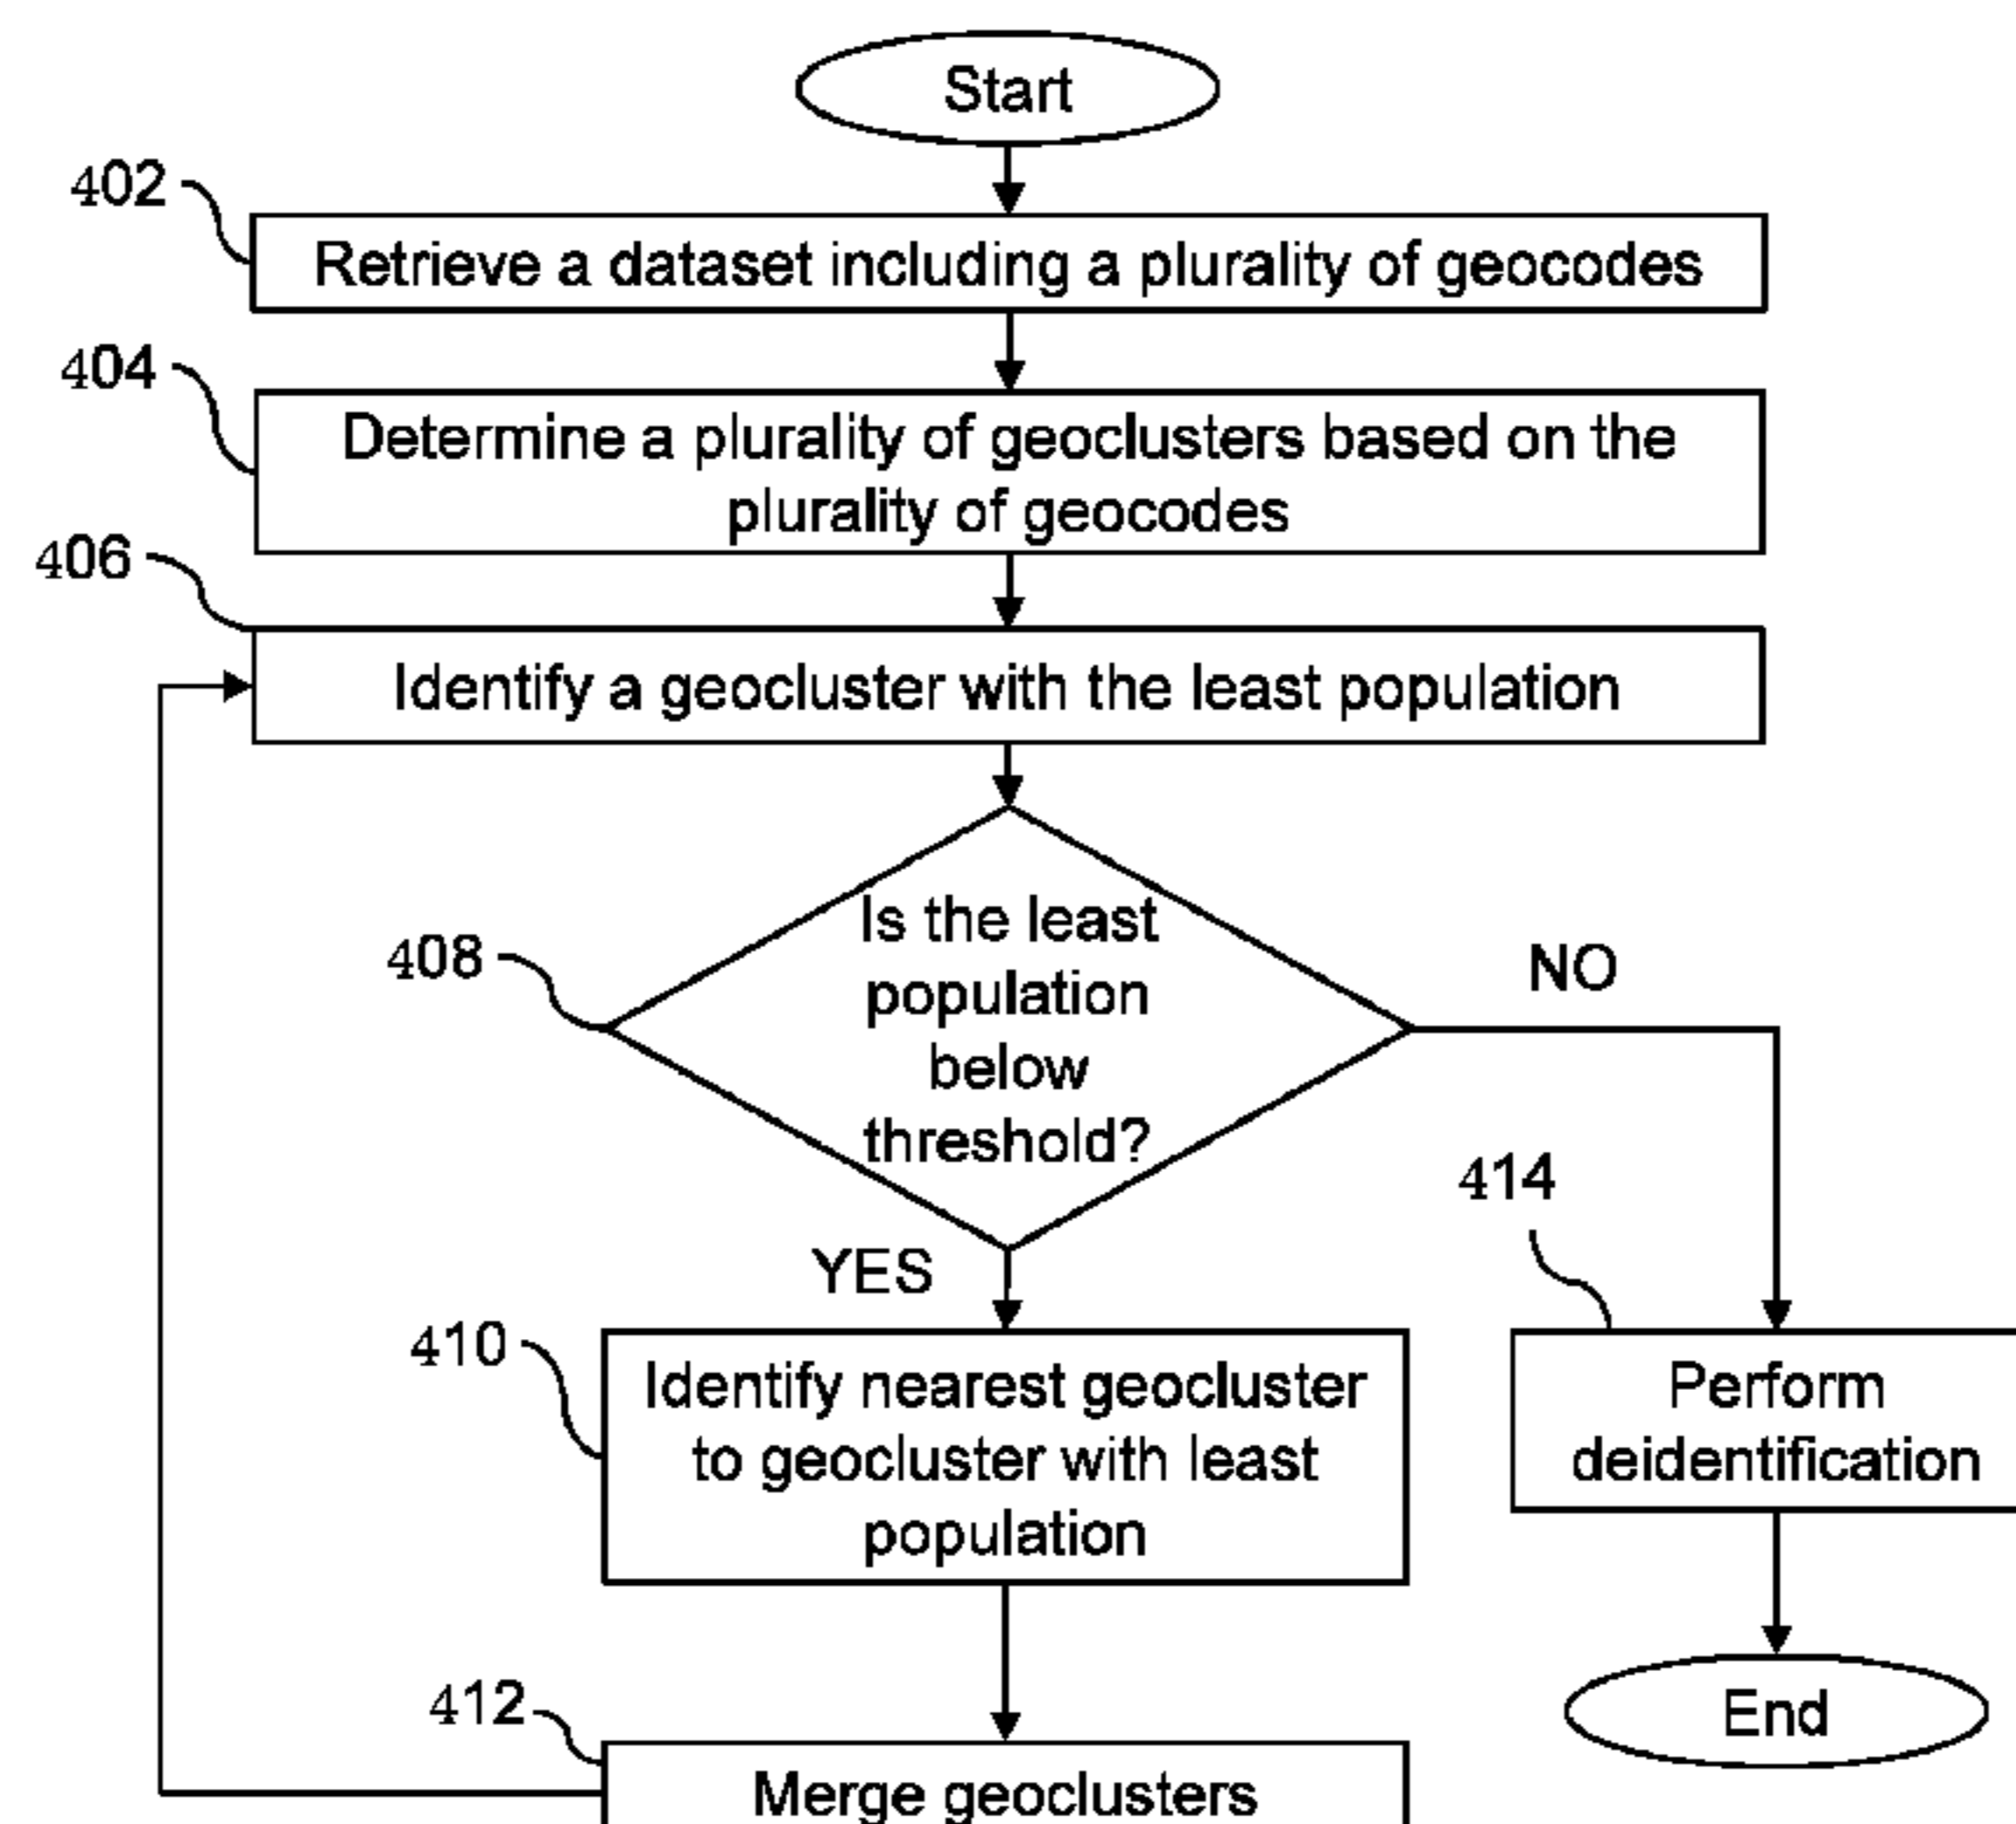 Start
402
Retrieve a dataset including a plurality of geocodes
404
Determine a plurality of geoclusters based on the
plurality of geocodes
406
Identify a geocluster with the least population
408
Is the least
population
below
threshold?
NO
YES
414
410
Identify nearest geocluster
to geocluster with least
population
Perform
deidentification
412
Merge geoclusters
End